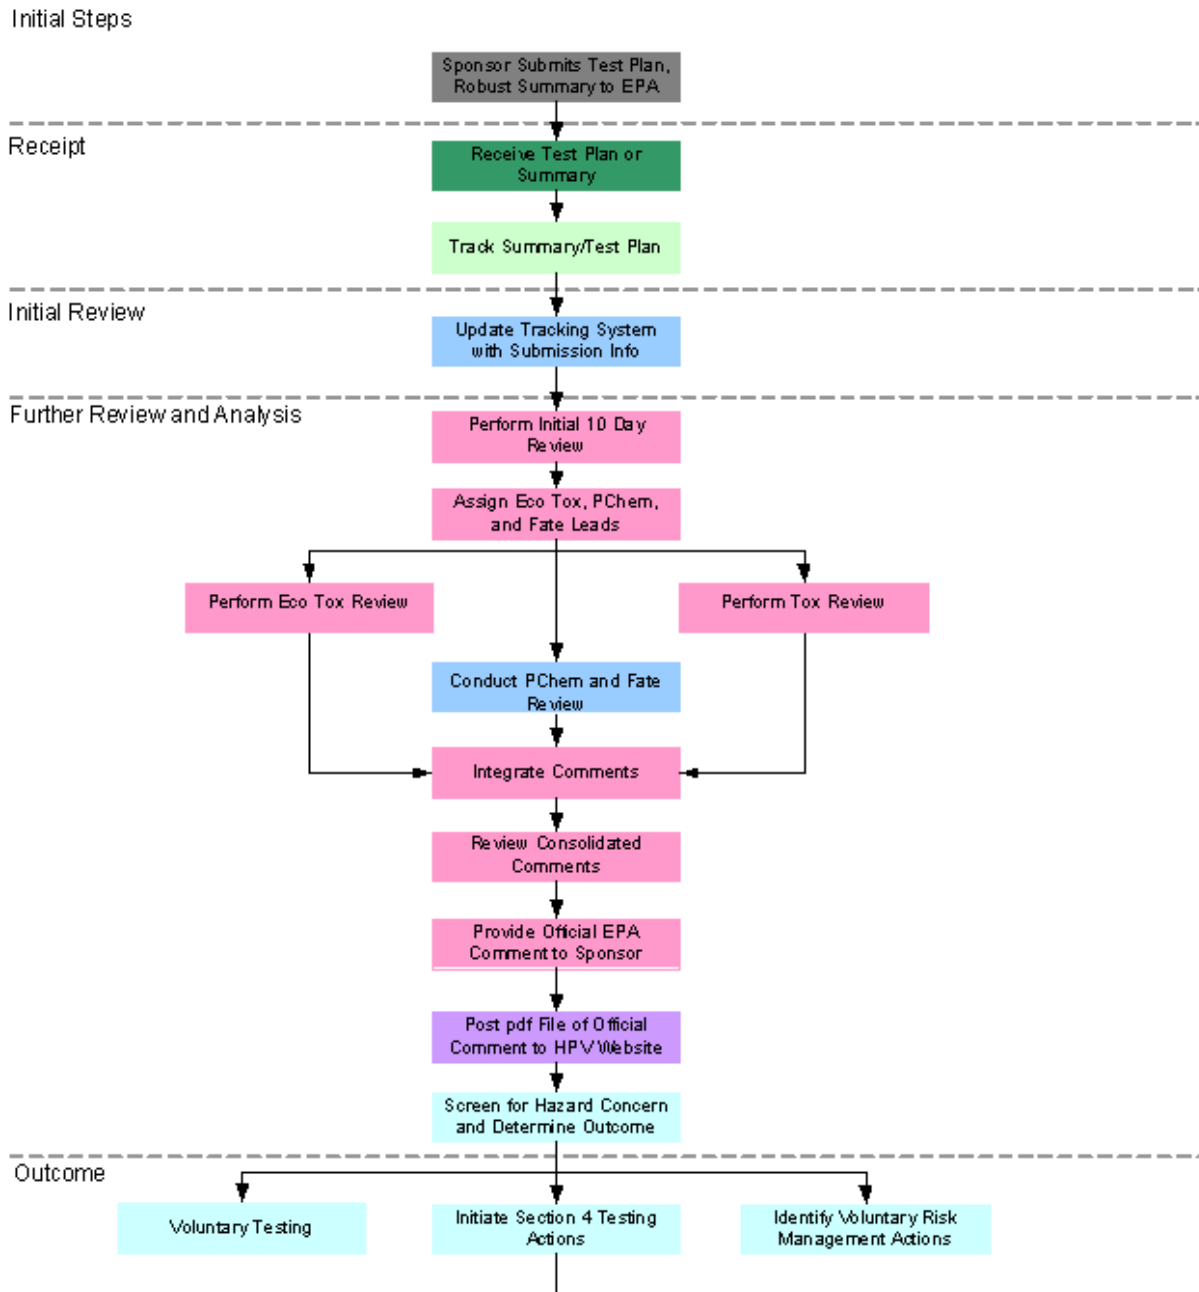 Initial Steps
Sponsor Submits Test Plan,
Robust Summary to EPA
Receipt
Receive Test Plan or
Summary
Track Summary/Test Plan
Initial Review
Update Tracking System
with Submission Info
Further Review and Analysis
Perform Initial 10 Day
Review
Assign Eco Tox, PChem,
and Fate Leads
Perform Eco Tox Review
Perform Tox Review
Conduct PChem and Fate
Review
Integrate Comments
Review Consolidated
Comments
Provide Official EPA
Comment to Sponsor
Post pdf File of Official
Comment to HPV Website
Screen for Hazard Concern
and Determine Outcome
Outcome
Voluntary Testing
Initiate Section 4 Testing
Actions
Identify Voluntary Risk
Management Actions